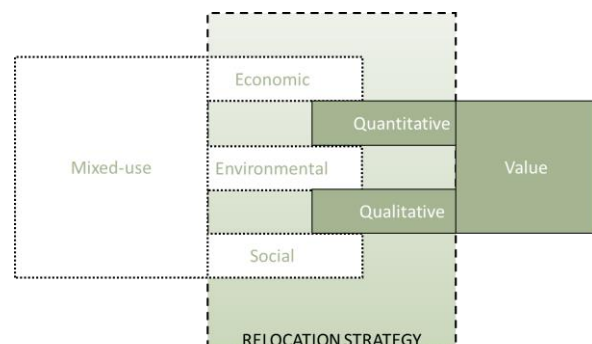 Economic
Quantitative
Mixed-use
Environmental
Value
Qualitative
Social
RELOCATION STRATEGY